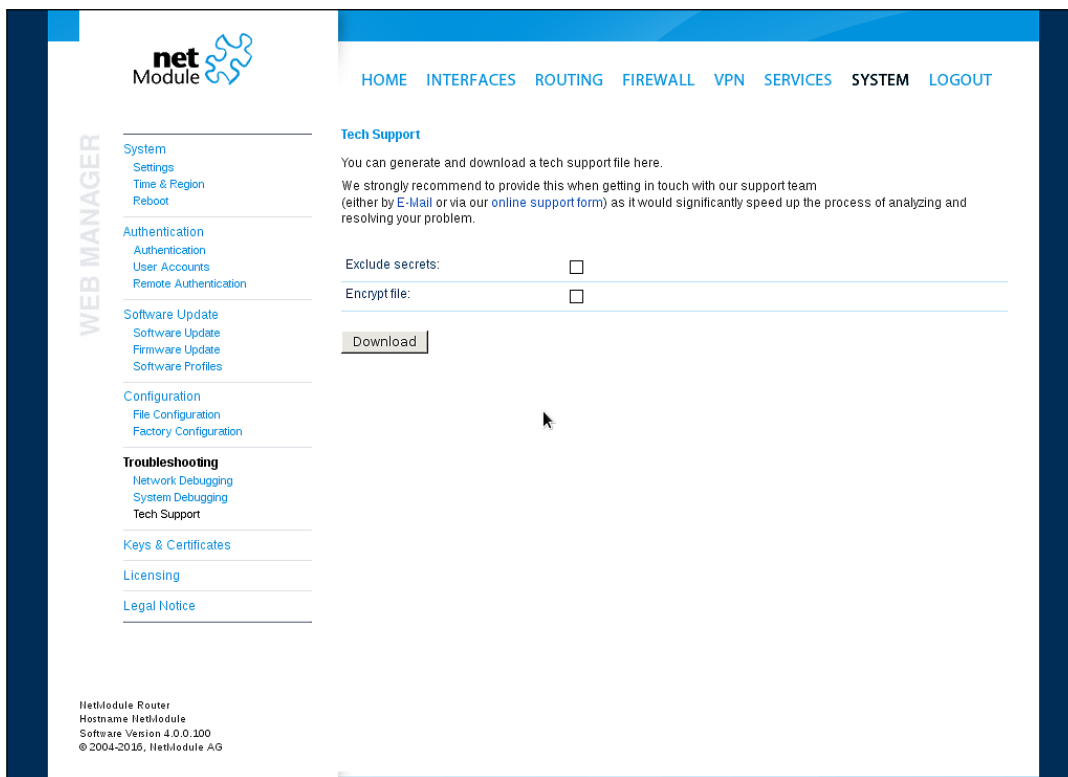 net
Module
HOME INTERFACES ROUTING FIREWALL VPN SERVICES SYSTEM LOGOUT
WEB MANAGER
System
Settings
Time & Region
Reboot
Authentication
Authentication
User Accounts
Remote Authentication
Software Update
Software Update
Firmware Update
Software Profiles
Configuration
File Configuration
Factory Configuration
Troubleshooting
Network Debugging
System Debugging
Tech Support
Keys & Certificates
Licensing
Legal Notice
Tech Support
You can generate and download a tech support file here.
We strongly recommend to provide this when getting in touch with our support team
(either by E-Mail or via our online support form) as it would significantly speed up the process of analyzing and
resolving your problem.
Exclude secrets:
Encrypt file:
Download
NetModule Router
Hostname NetModule
Software Version 4.0.0.100
© 2004-2016, NetModule AG